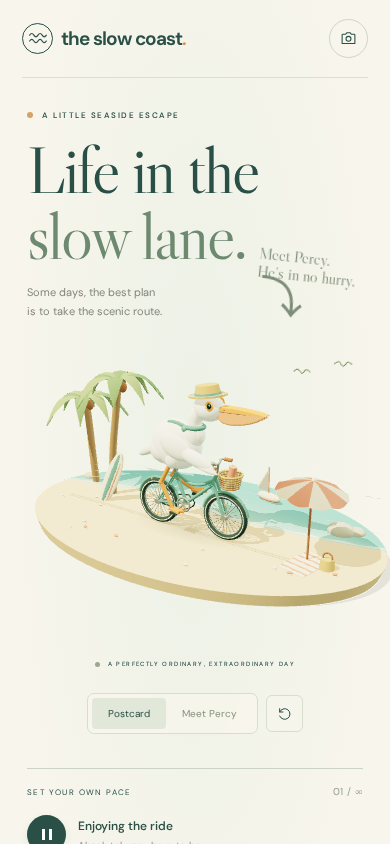 the slow coast.
A LITTLE SEASIDE ESCAPE
Life in the
slow lane.
Meet Percy.
He's in no hurry.
Some days, the best plan
is to take the scenic route.
A PERFECTLY ORDINARY, EXTRAORDINARY DAY
Postcard Meet Percy
SET YOUR OWN PACE 01 / ∞
Enjoying the ride